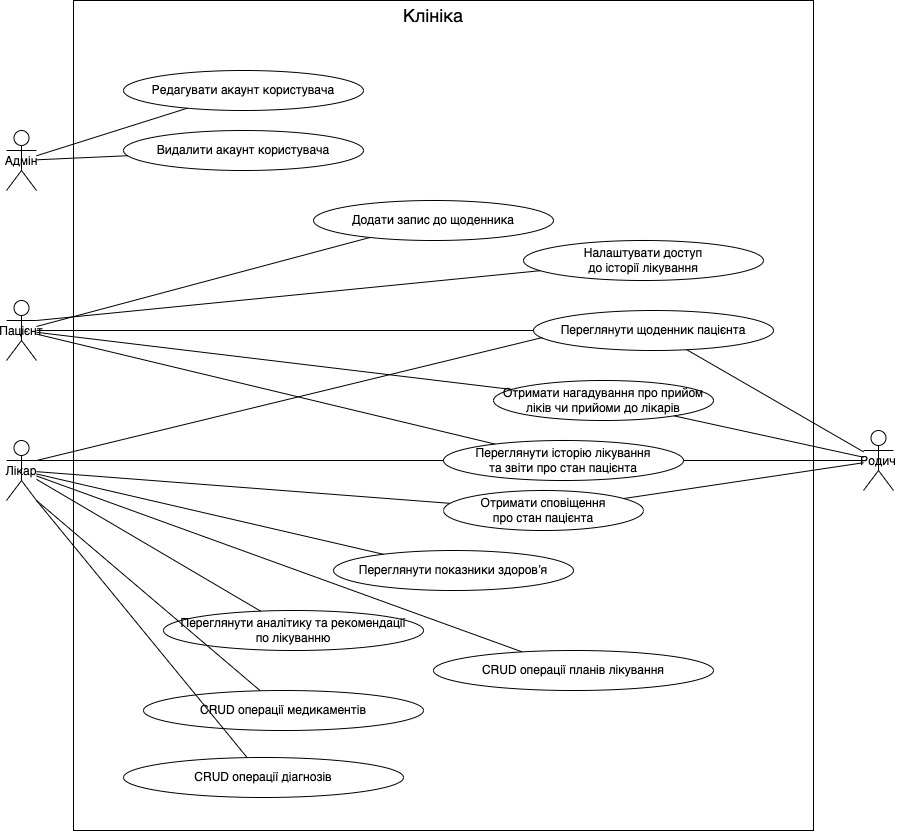 Клініка
Редагувати акаунт користувача
Видалити акаунт користувача
Адмін
Додати запис до щоденника
Налаштувати доступ
до історії лікування
Пацієнт
Переглянути щоденник пацієнта
Отримати нагадування про прийом
ліків чи прийоми до лікарів
Переглянути історію лікування
та звіти про стан пацієнта
Родич
Лікар
Отримати сповіщення
про стан пацієнта
Переглянути показники здоров'я
Переглянути аналітику та рекомендації
по лікуванню
CRUD операції планів лікування
CRUD операції медикаментів
CRUD операції діагнозів